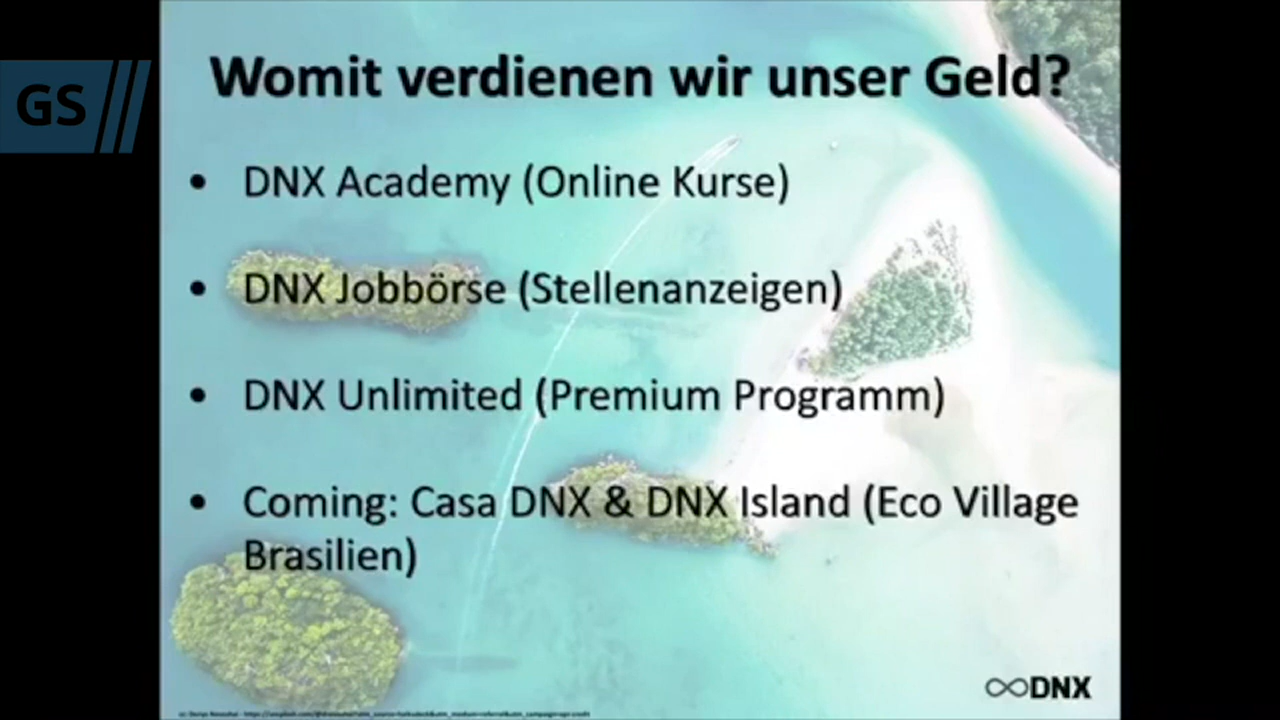 Womit verdienen wir unser Geld?
GS
• DNX Academy (Online Kurse)
• DNX Jobbörse (Stellenanzeigen)
• DNX Unlimited (Premium Programm)
• Coming: Casa DNX & DNX Island (Eco Village
Brasilien)
DNX